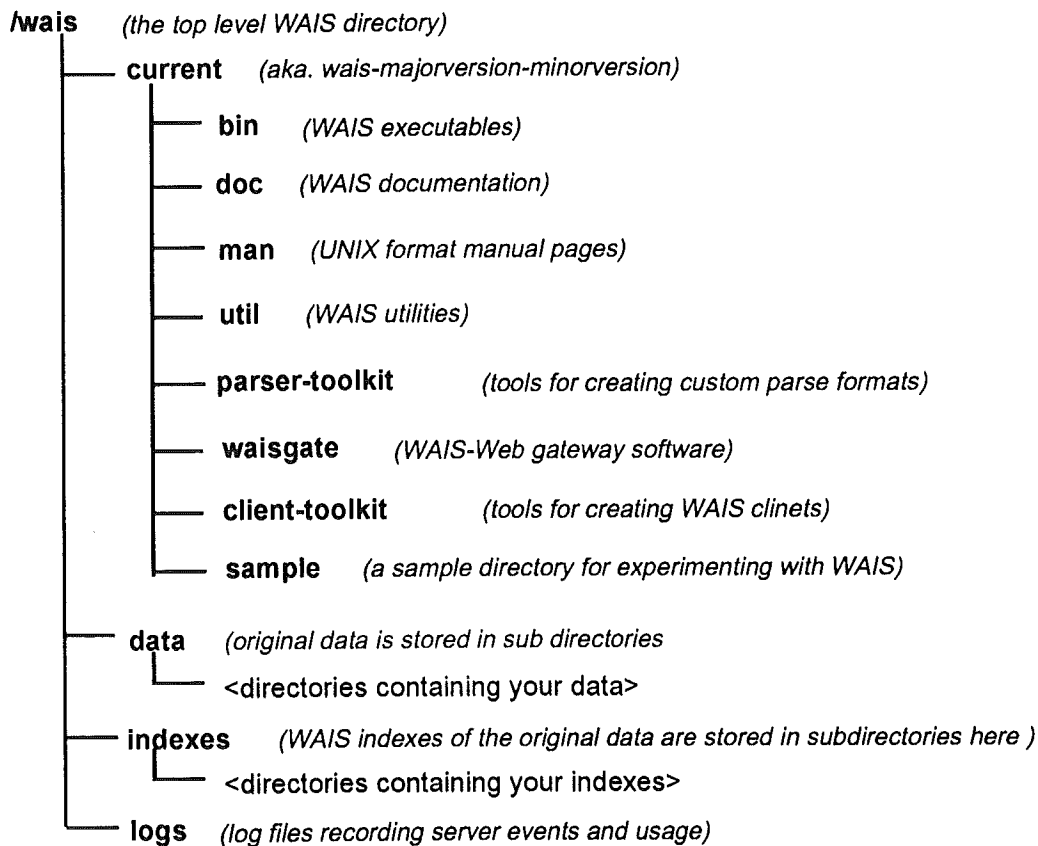 /wais (the top level WAIS directory)
current (aka. wais-majorversion-minorversion)
bin (WAIS executables)
doc (WAIS documentation)
man (UNIX format manual pages)
util (WAIS utilities)
parser-toolkit (tools for creating custom parse formats)
waisgate (WAIS-Web gateway software)
client-toolkit (tools for creating WAIS clinets)
sample (a sample directory for experimenting with WAIS)
data (original data is stored in sub directories
<directories containing your data>
indexes (WAIS indexes of the original data are stored in subdirectories here )
<directories containing your indexes>
logs (log files recording server events and usage)